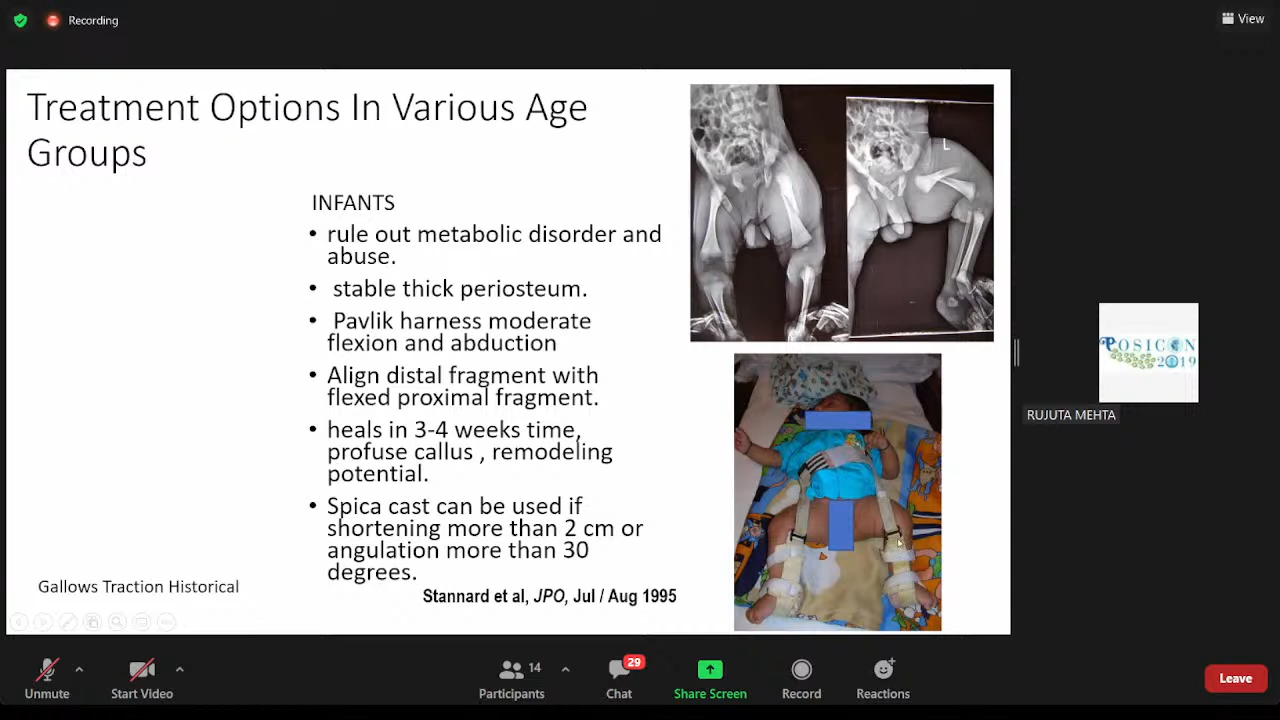 Recording
View
Treatment Options In Various Age
Groups
INFANTS
• rule out metabolic disorder and
abuse.
• stable thick periosteum.
• Pavlik harness moderate
flexion and abduction
• Align distal fragment with
flexed proximal fragment.
• heals in 3-4 weeks time,
profuse callus , remodeling
potential.
• Spica cast can be used if
shortening more than 2 cm or
angulation more than 30
degrees.
Gallows Traction Historical
Stannard et al, JPO, Jul / Aug 1995
L
POSICON
2019
RUJUTA MEHTA
Unmute
Start Video
Participants
14
Chat
29
Share Screen
Record
Reactions
Leave